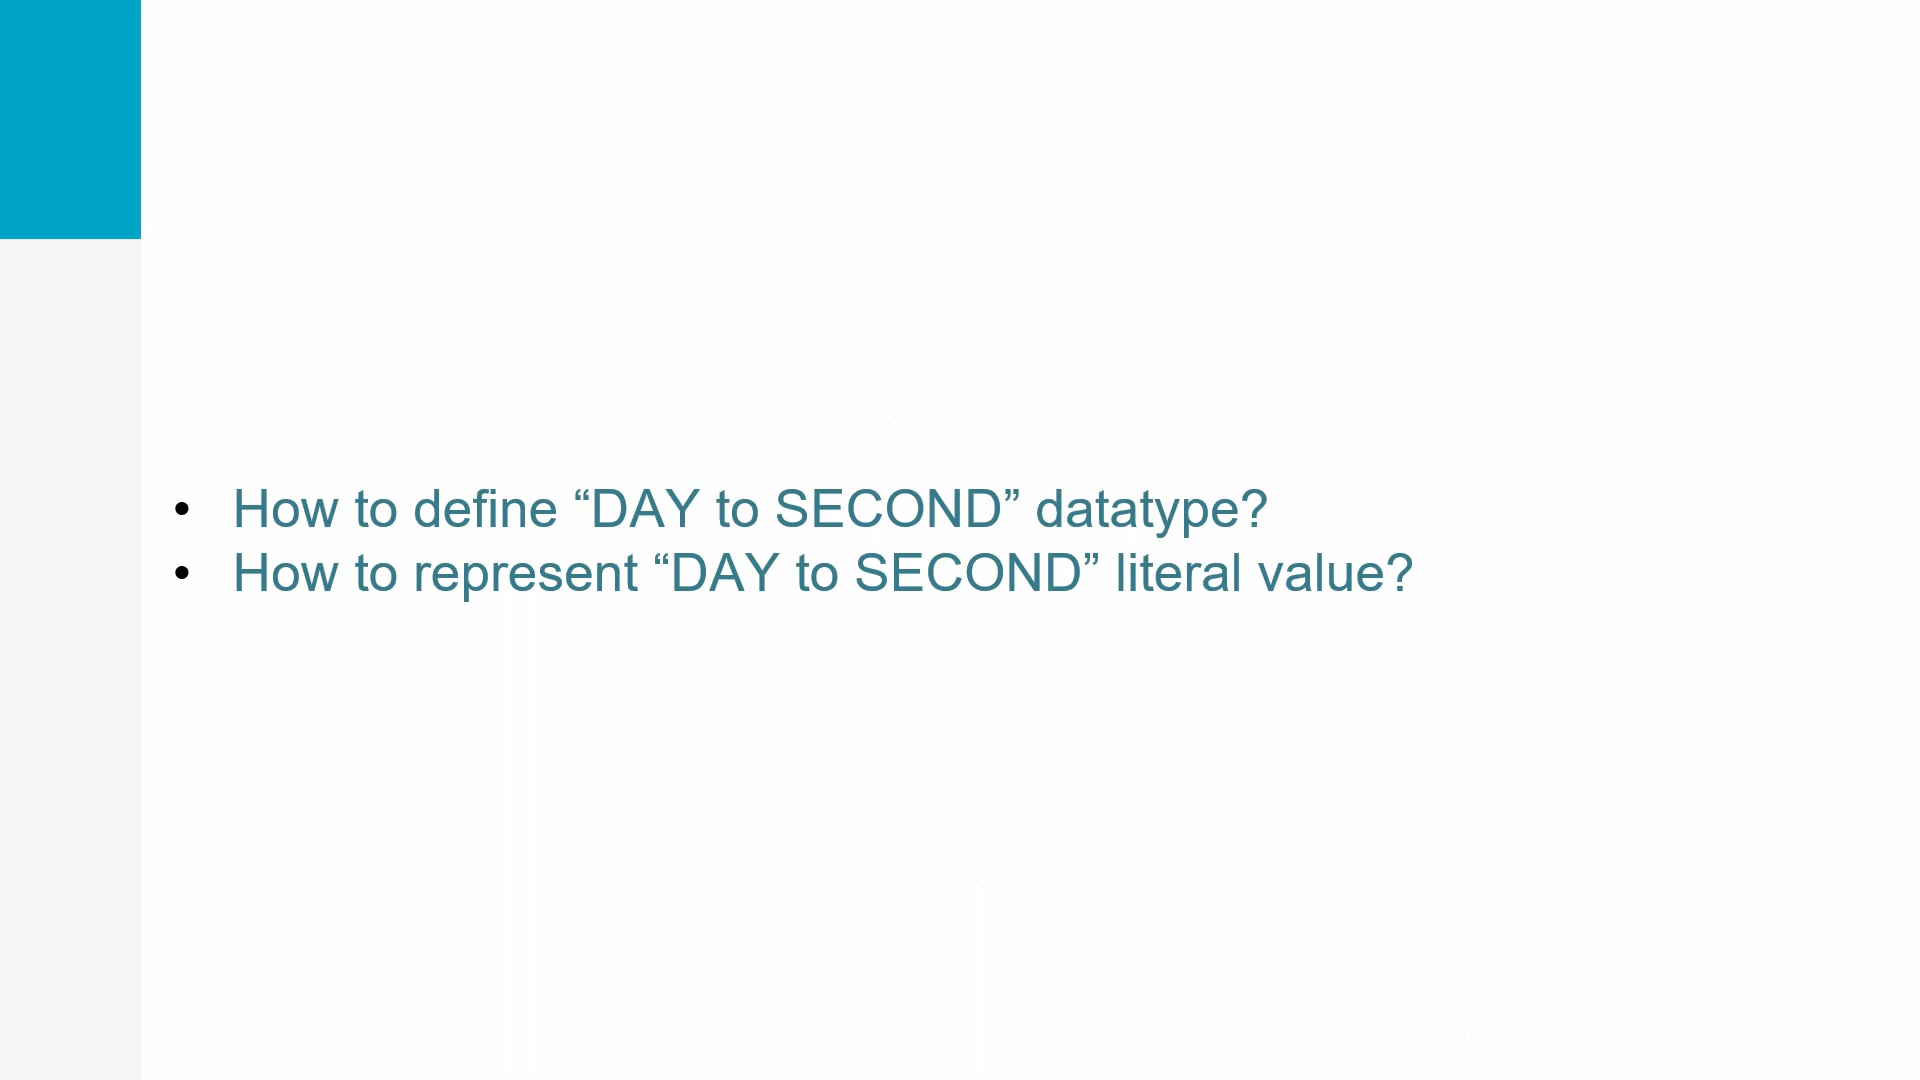 • How to define “DAY to SECOND” datatype?
• How to represent “DAY to SECOND” literal value?